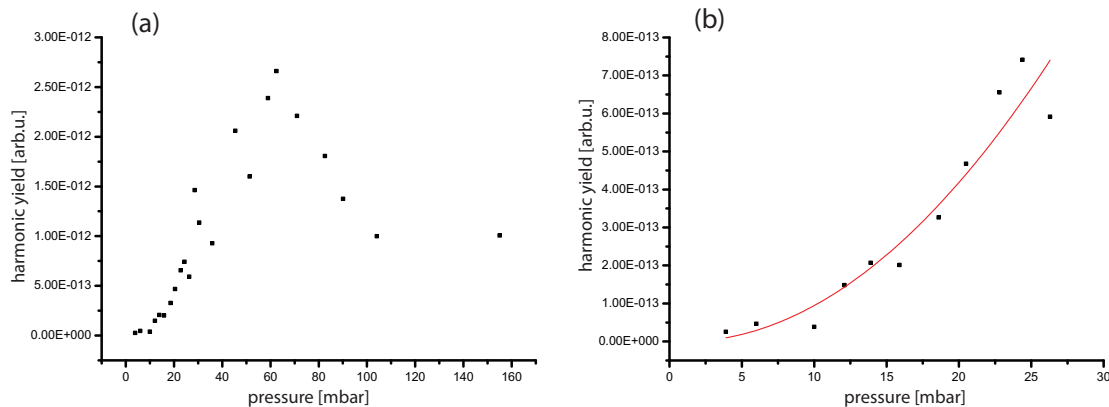 (a)
harmonic yield [arb.u.]
3.00E-012
2.50E-012
2.00E-012
1.50E-012
1.00E-012
5.00E-013
0.00E+000
0 20 40 60 80 100 120 140 160
pressure [mbar]
(b)
harmonic yield [arb.u.]
8.00E-013
7.00E-013
6.00E-013
5.00E-013
4.00E-013
3.00E-013
2.00E-013
1.00E-013
0.00E+000
0 5 10 15 20 25 30
pressure [mbar]